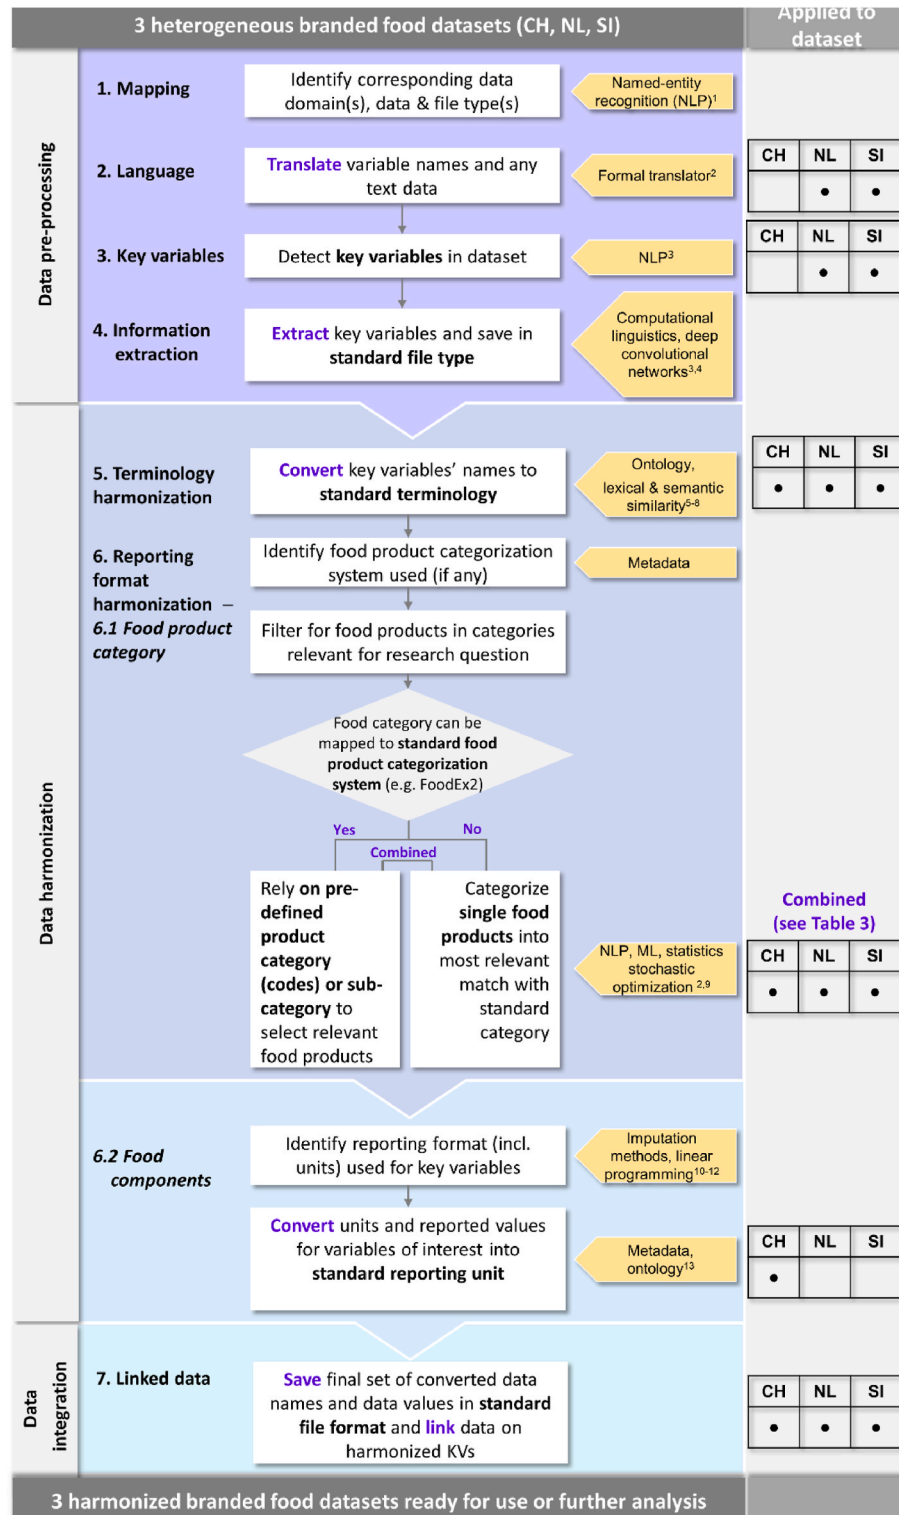 3 heterogeneous branded food datasets (CH, NL, SI)
Applied to
dataset
Data pre-processing
1. Mapping
Identify corresponding data
domain(s), data & file type(s)
Named-entity
recognition (NLP)1
2. Language
Translate variable names and any
text data
Formal translator2
CH NL SI
• •
3. Key variables
Detect key variables in dataset
NLP3
CH NL SI
• •
4. Information
extraction
Extract key variables and save in
standard file type
Computational
linguistics, deep
convolutional
networks3,4
Data harmonization
5. Terminology
harmonization
Convert key variables' names to
standard terminology
Ontology,
lexical & semantic
similarity5-8
CH NL SI
• • •
6. Reporting
format
harmonization –
6.1 Food product
category
Identify food product categorization
system used (if any)
Metadata
Filter for food products in categories
relevant for research question
Food category can be
mapped to standard food
product categorization
system (e.g. FoodEx2)
Yes
No
Combined
Rely on pre-
defined
product
category
(codes) or sub-
category to
select relevant
food products
Categorize
single food
products into
most relevant
match with
standard
category
NLP, ML, statistics
stochastic
optimization 2,9
Combined
(see Table 3)
CH NL SI
• • •
6.2 Food
components
Identify reporting format (incl.
units) used for key variables
Imputation
methods, linear
programming10-12
Convert units and reported values
for variables of interest into
standard reporting unit
Metadata,
ontology13
CH NL SI
•
Data
integration
7. Linked data
Save final set of converted data
names and data values in standard
file format and link data on
harmonized KVs
CH NL SI
• • •
3 harmonized branded food datasets ready for use or further analysis